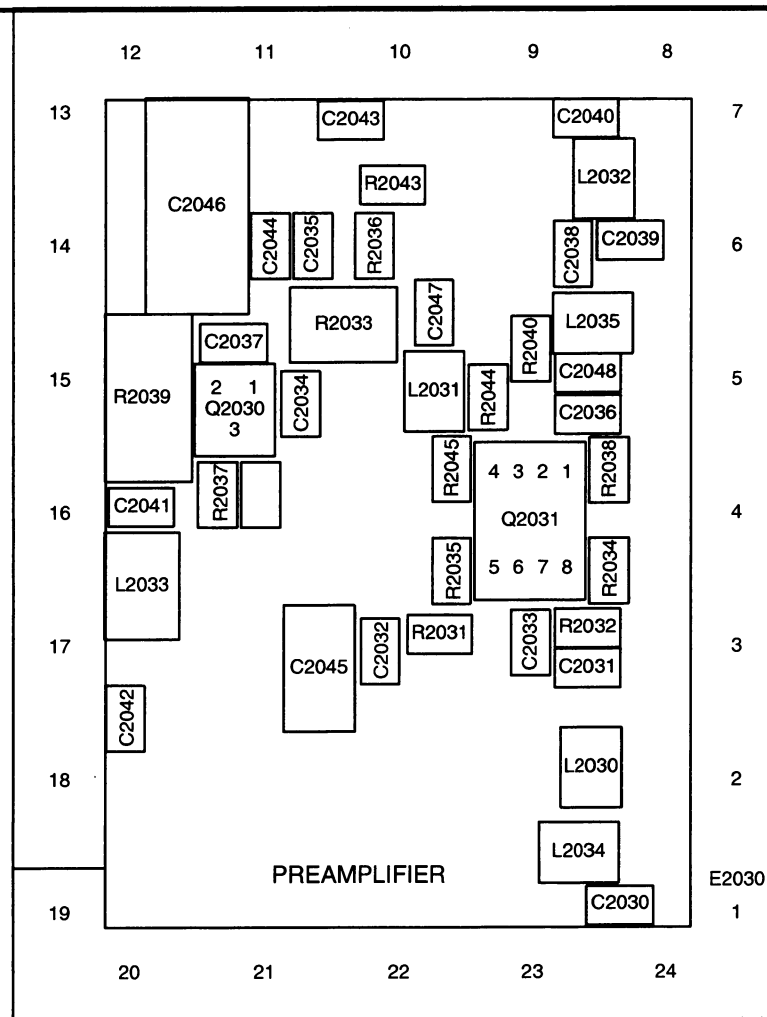 12 11 10 9 8
13 C2043 C2040 7
R2043 L2032
C2046
14 C2044 C2035 R2036 C2038 C2039 6
R2033 C2047 L2035
C2037 R2040
15 R2039 2 1 C2034 L2031 R2044 C2048 5
Q2030 C2036
3
R2045 4 3 2 1 R2038
16 C2041 R2037 Q2031 4
L2033 R2035 5 6 7 8 R2034
R2031 R2032
17 C2045 C2032 C2033 C2031 3
C2042
18 L2030 2
L2034
PREAMPLIFIER E2030
19 C2030 1
20 21 22 23 24